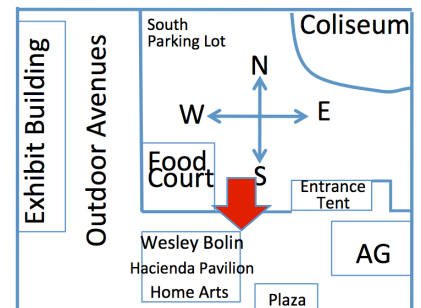 South
Parking Lot
Coliseum
N
W
E
S
Exhibit Building
Outdoor Avenues
Food
Court
Entrance
Tent
Wesley Bolin
Hacienda Pavilion
Home Arts
AG
Plaza